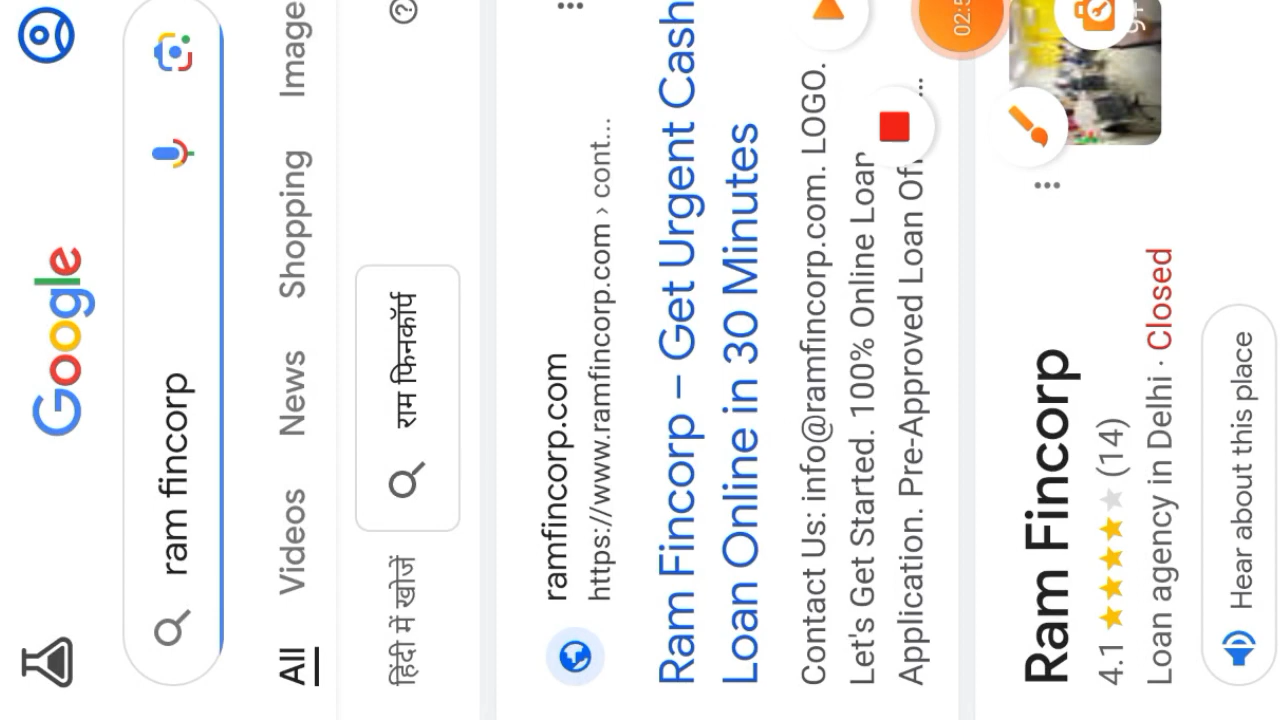 Google
ram fincorp
All Videos News Shopping Image
हिंदी में खोजें राम फिनकॉर्प
ramfincorp.com
https://www.ramfincorp.com › cont...
Ram Fincorp – Get Urgent Cash
Loan Online in 30 Minutes
Contact Us: info@ramfincorp.com. LOGO.
Let's Get Started. 100% Online Loan
Application. Pre-Approved Loan Of ...
Ram Fincorp
4.1 (14)
Loan agency in Delhi · Closed
Hear about this place